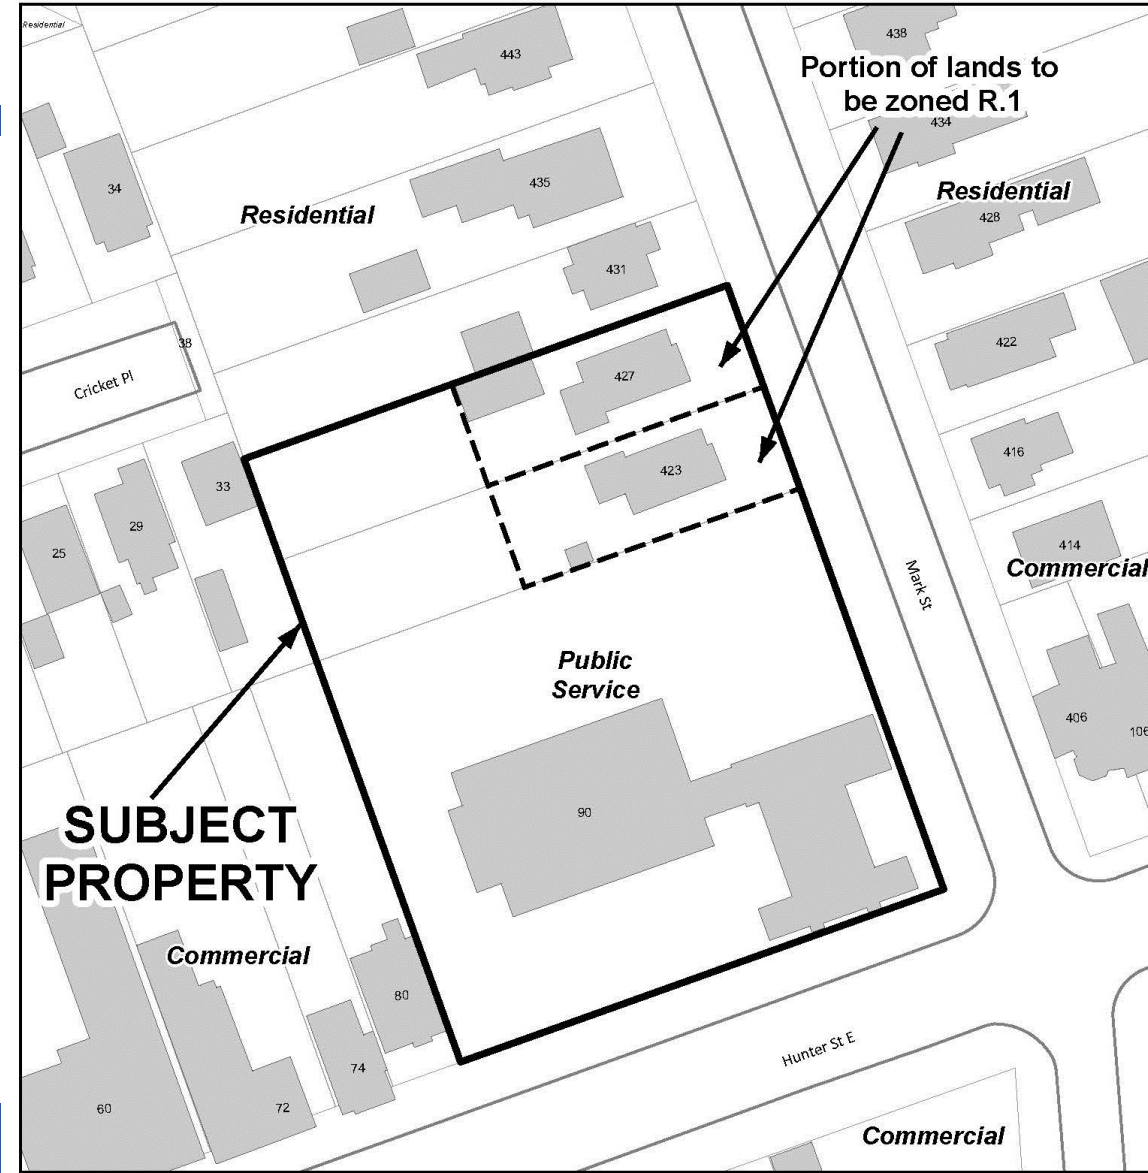 Residential
443
438
Portion of lands to
be zoned R.1
434
34
435
Residential
Residential
428
431
422
38
Cricket Pl
427
416
423
33
29
25
414
Commercial
Mark St
Public
Service
406
106
90
SUBJECT
PROPERTY
Commercial
80
Hunter St E
74
60
72
Commercial